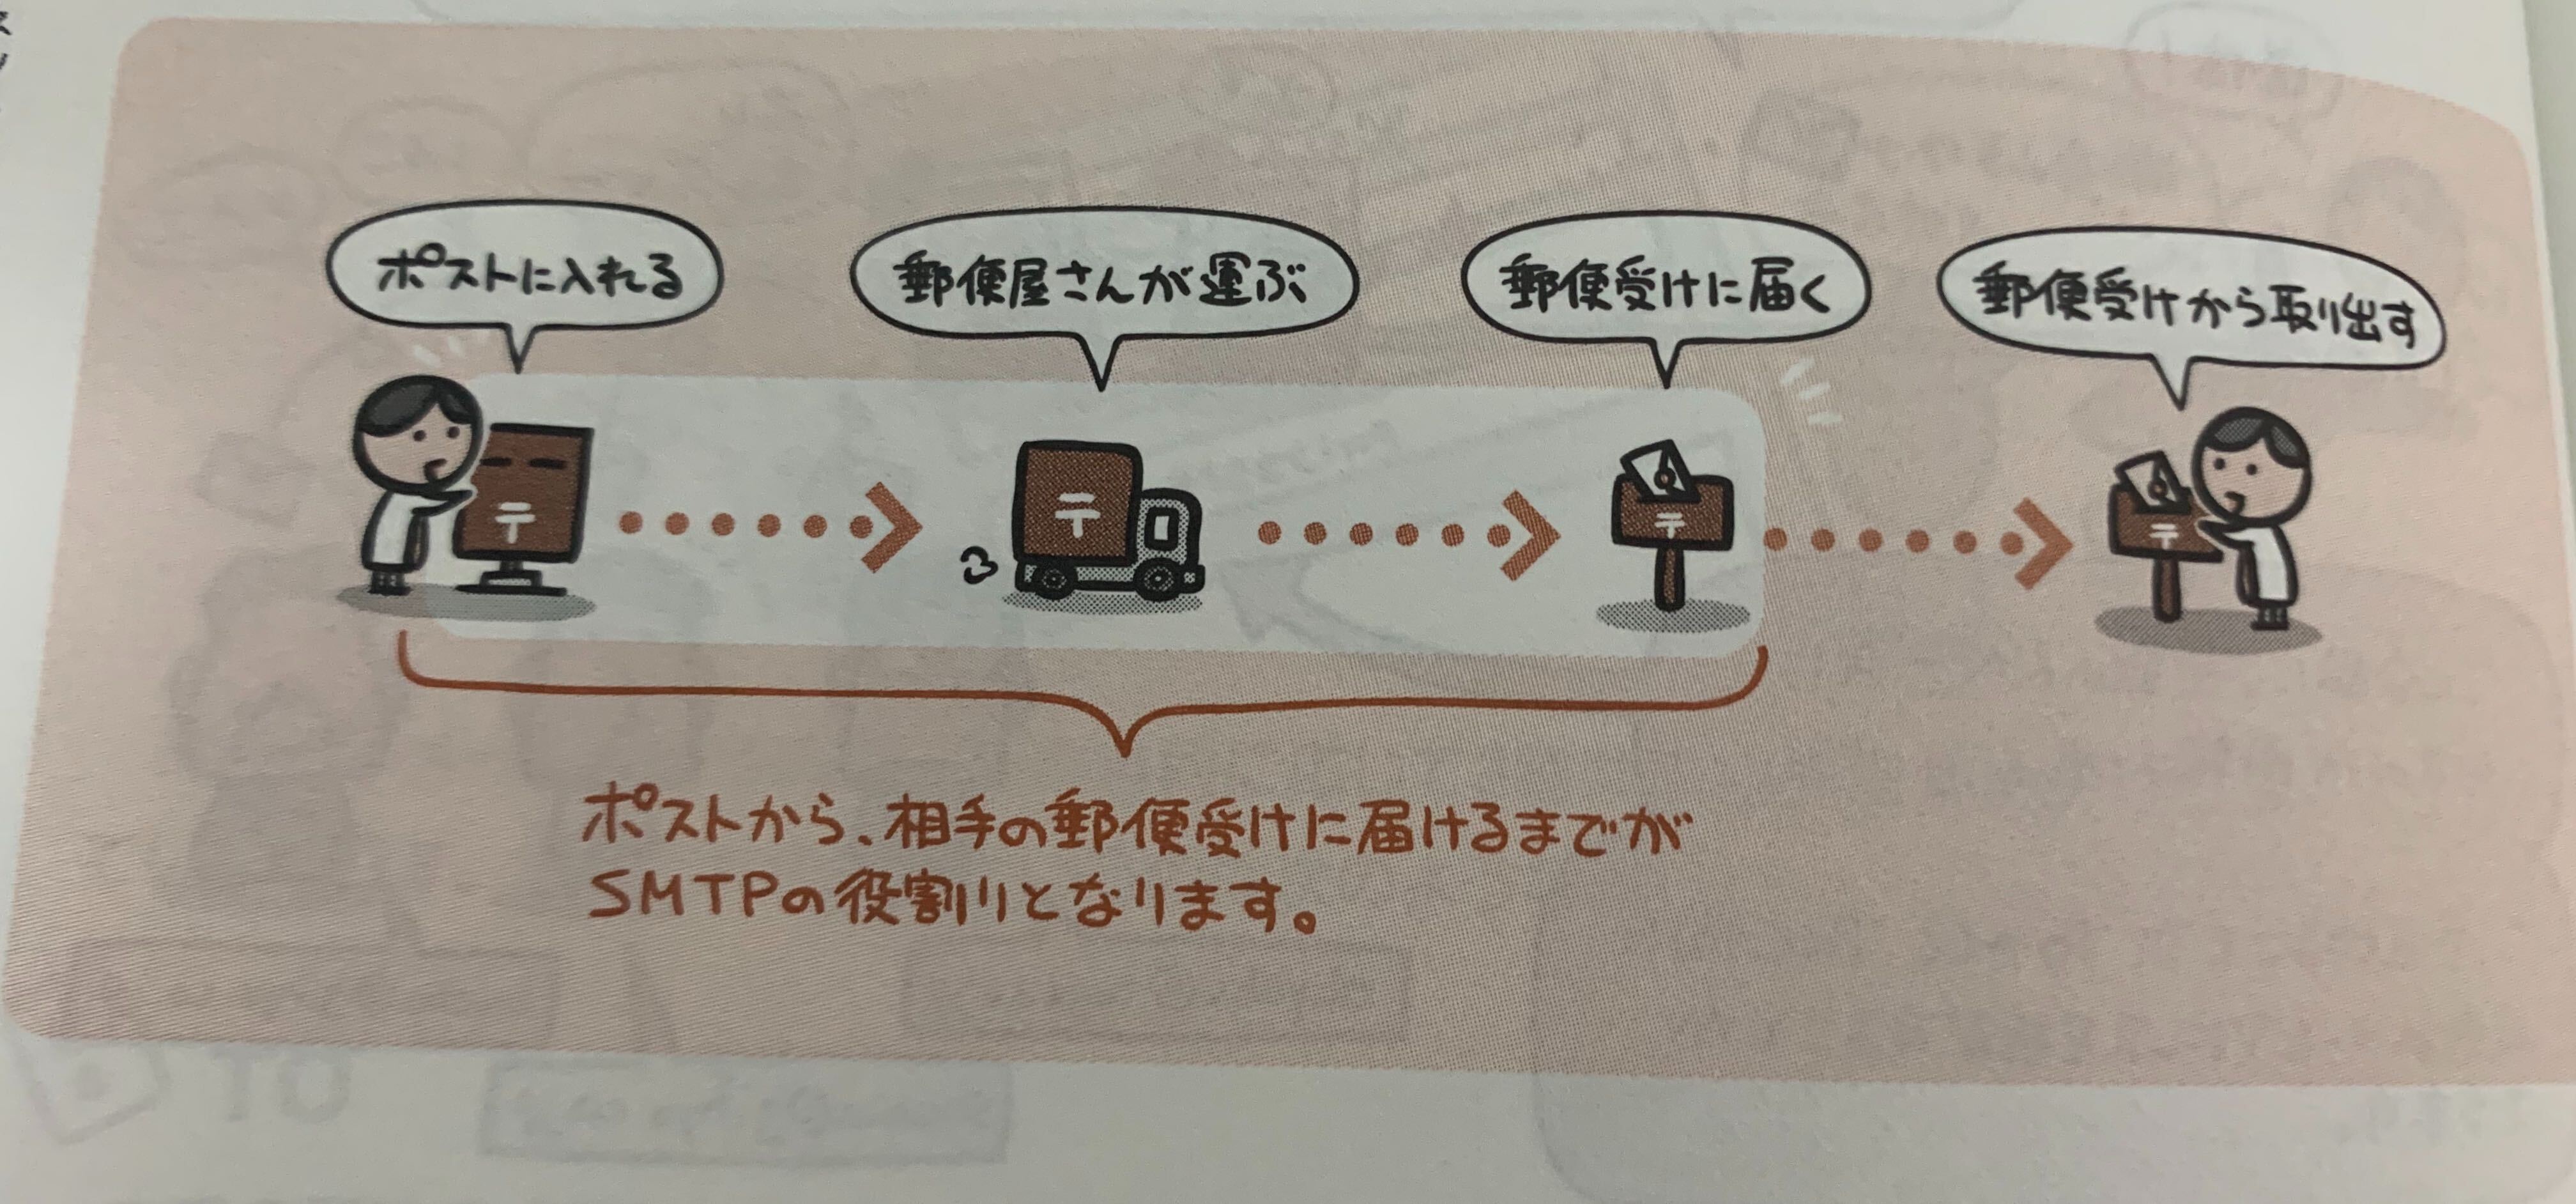 ポストに入れる
郵便屋さんが運ぶ
郵便受けに届く
郵便受けから取り出す
〒
〒
〒
〒
ポストから、相手の郵便受けに届けるまでが
SMTPの役割りとなります。